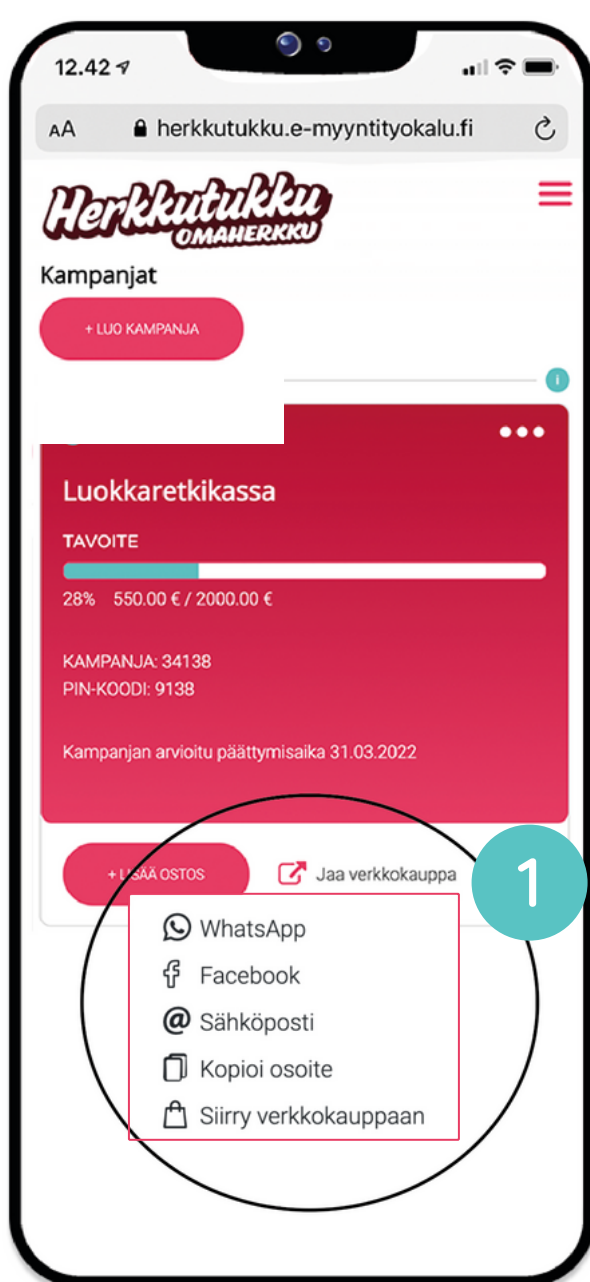 12.42
AA herkkutukku.e-myyntityokalu.fi
Herkkutukku
OMAHERKKU
Kampanjat
+ LUO KAMPANJA
i
Luokkaretkikassa
TAVOITE
28% 550.00 € / 2000.00 €
KAMPANJA: 34138
PIN-KOODI: 9138
Kampanjan arvioitu päättymisaika 31.03.2022
+ LISÄÄ OSTOS Jaa verkkokauppa
1
WhatsApp
Facebook
@ Sähköposti
Kopioi osoite
Siirry verkkokauppaan